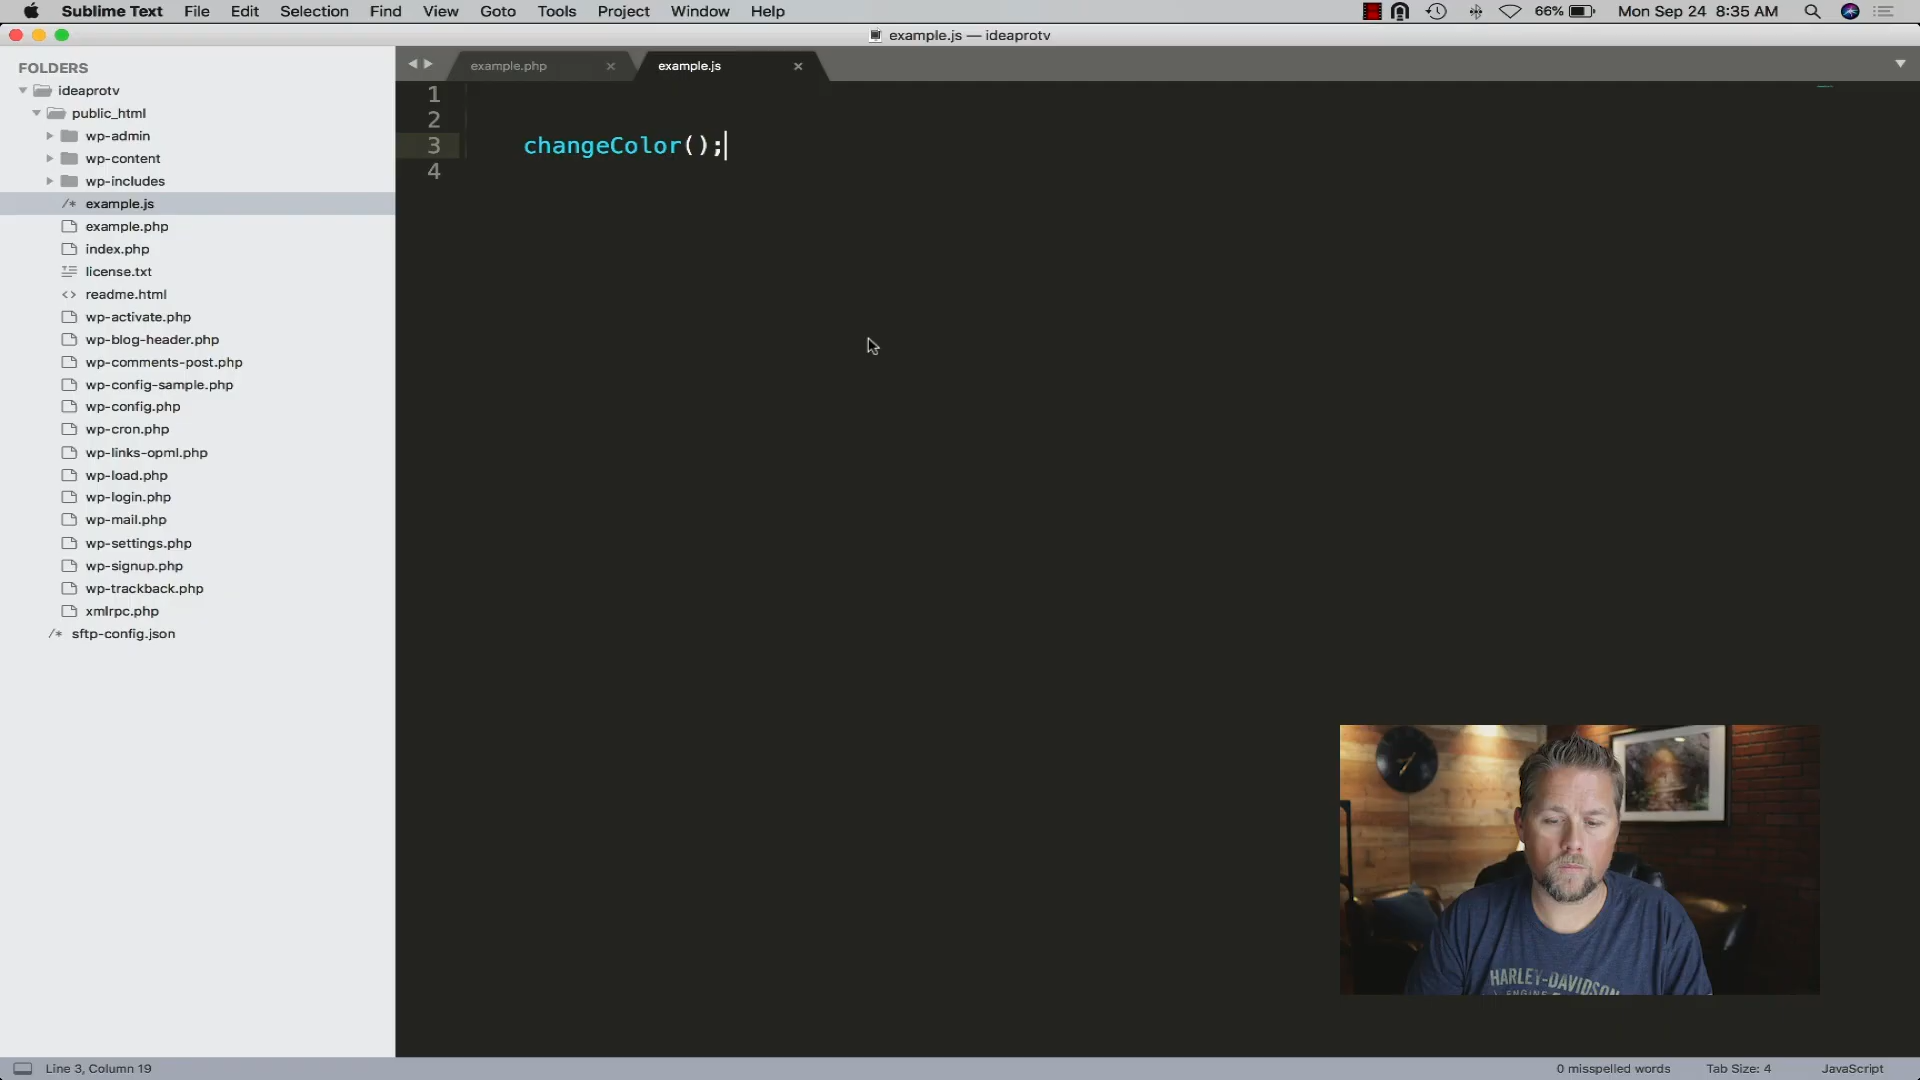 Sublime Text File Edit Selection Find View Goto Tools Project Window Help 66% Mon Sep 24 8:35 AM
example.js — ideaprotv
FOLDERS
ideaprotv
public_html
wp-admin
wp-content
wp-includes
/* example.js
example.php
index.php
license.txt
<> readme.html
wp-activate.php
wp-blog-header.php
wp-comments-post.php
wp-config-sample.php
wp-config.php
wp-cron.php
wp-links-opml.php
wp-load.php
wp-login.php
wp-mail.php
wp-settings.php
wp-signup.php
wp-trackback.php
xmlrpc.php
/* sftp-config.json
example.php × example.js ×
1
2
3 changeColor();
4
HARLEY-DAVIDSON
ENGINE
Line 3, Column 19 0 misspelled words Tab Size: 4 JavaScript